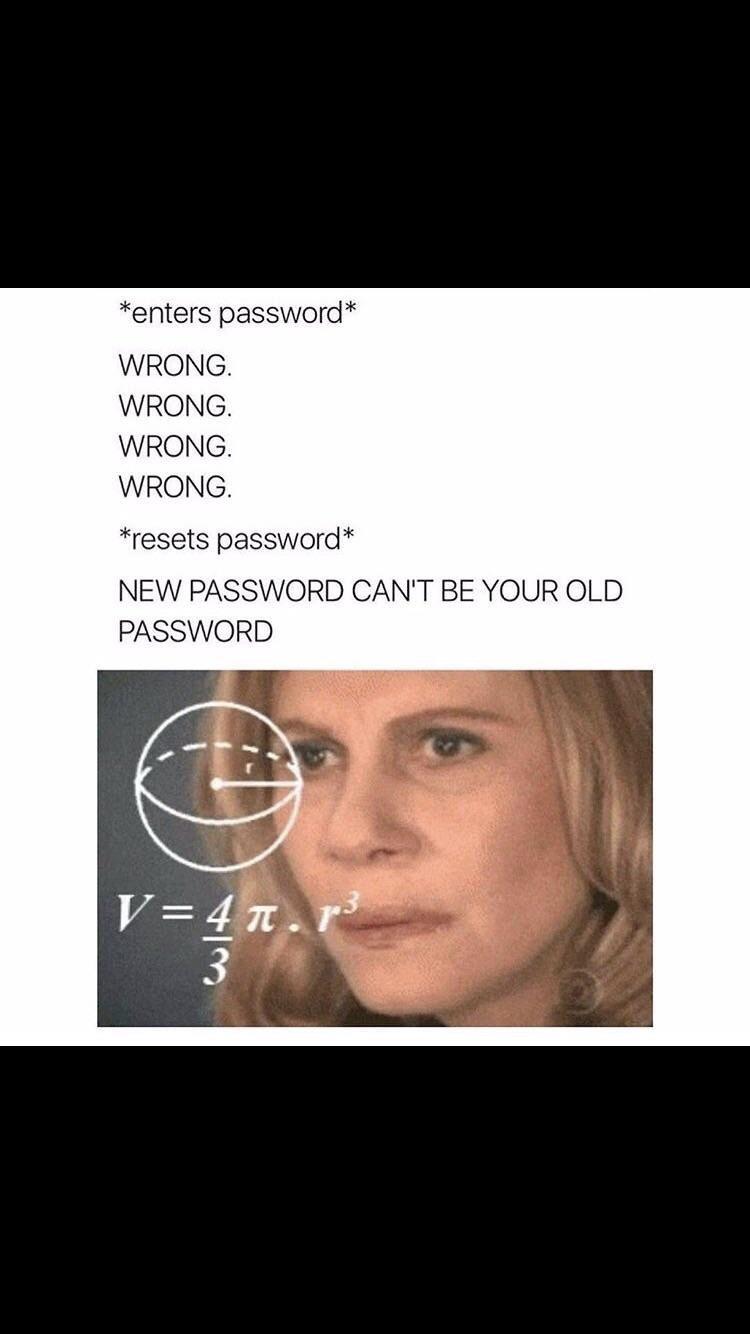 *enters password*
WRONG.
WRONG.
WRONG.
WRONG.
*resets password*
NEW PASSWORD CAN'T BE YOUR OLD
PASSWORD
r
V = 4/3 π . r³